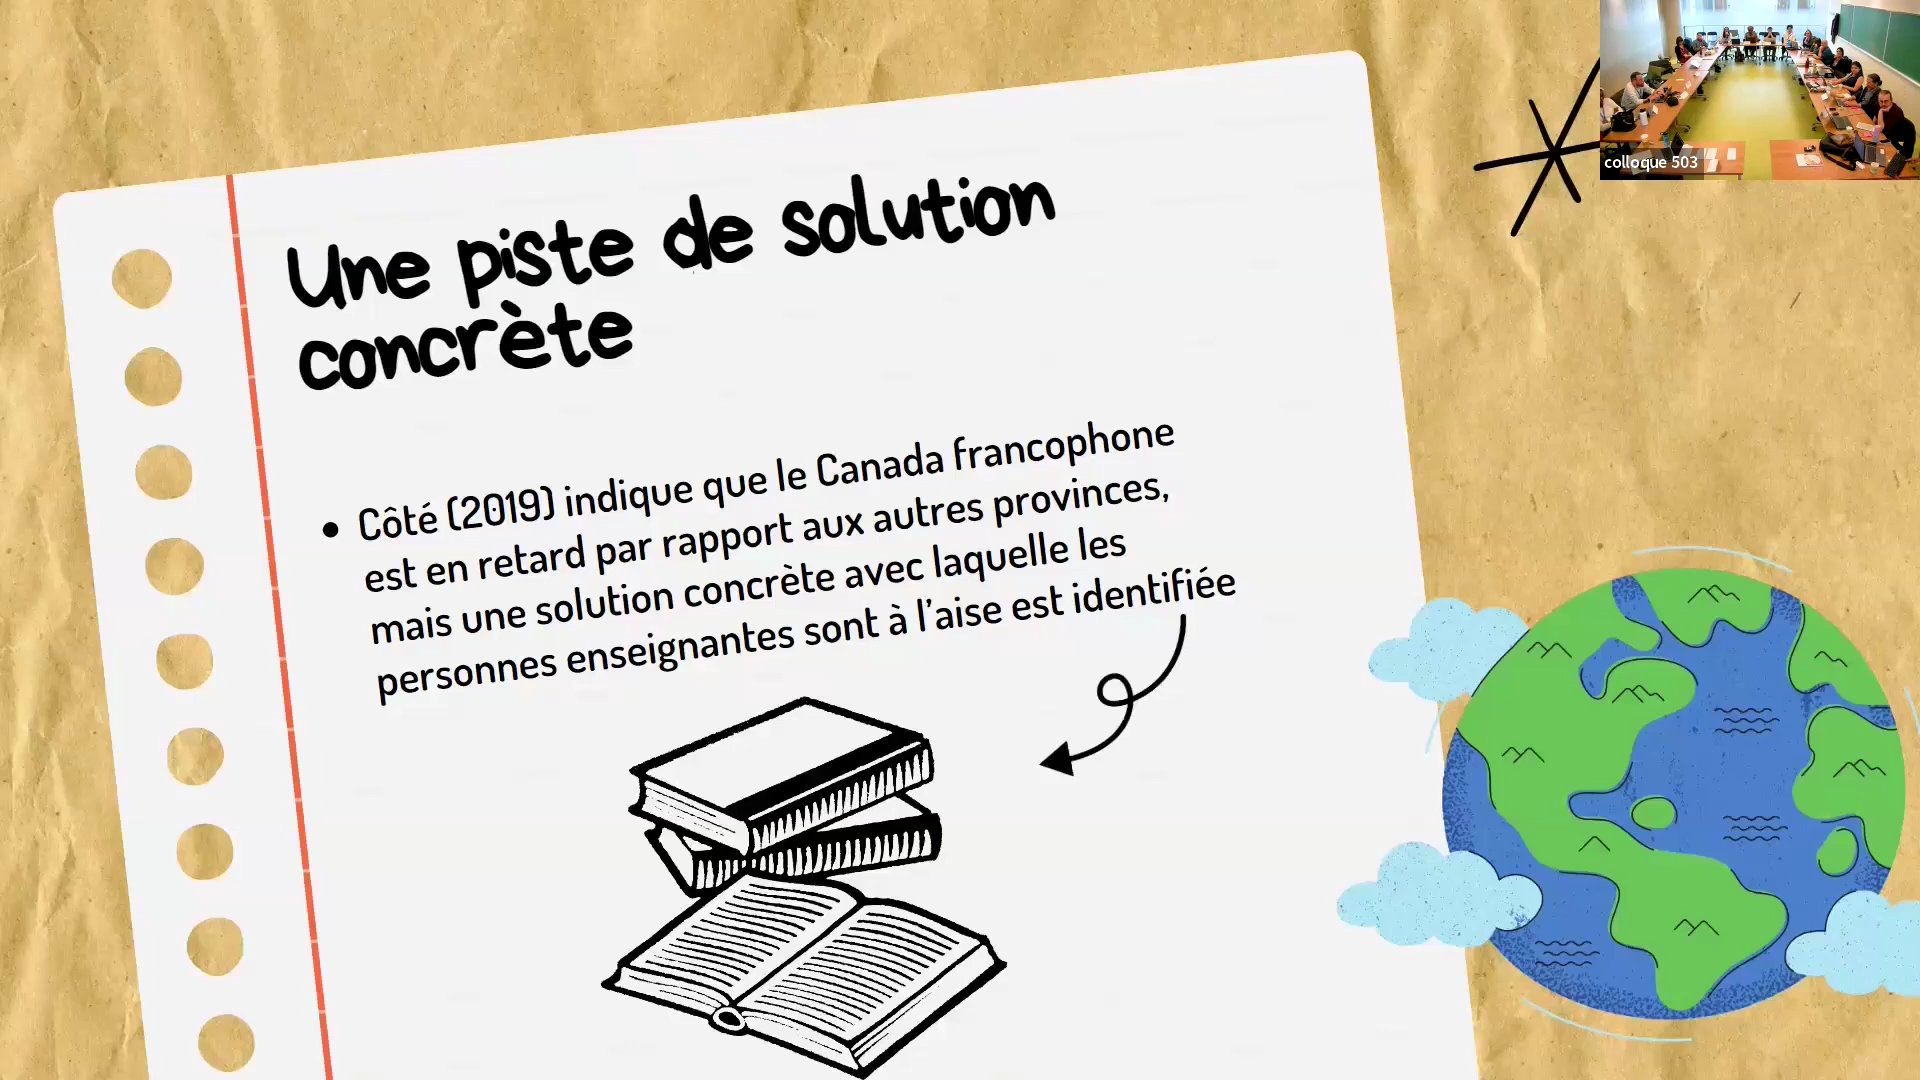 Une piste de solution
concrète
• Côté (2019) indique que le Canada francophone
est en retard par rapport aux autres provinces,
mais une solution concrète avec laquelle les
personnes enseignantes sont à l'aise est identifiée
colloque 503